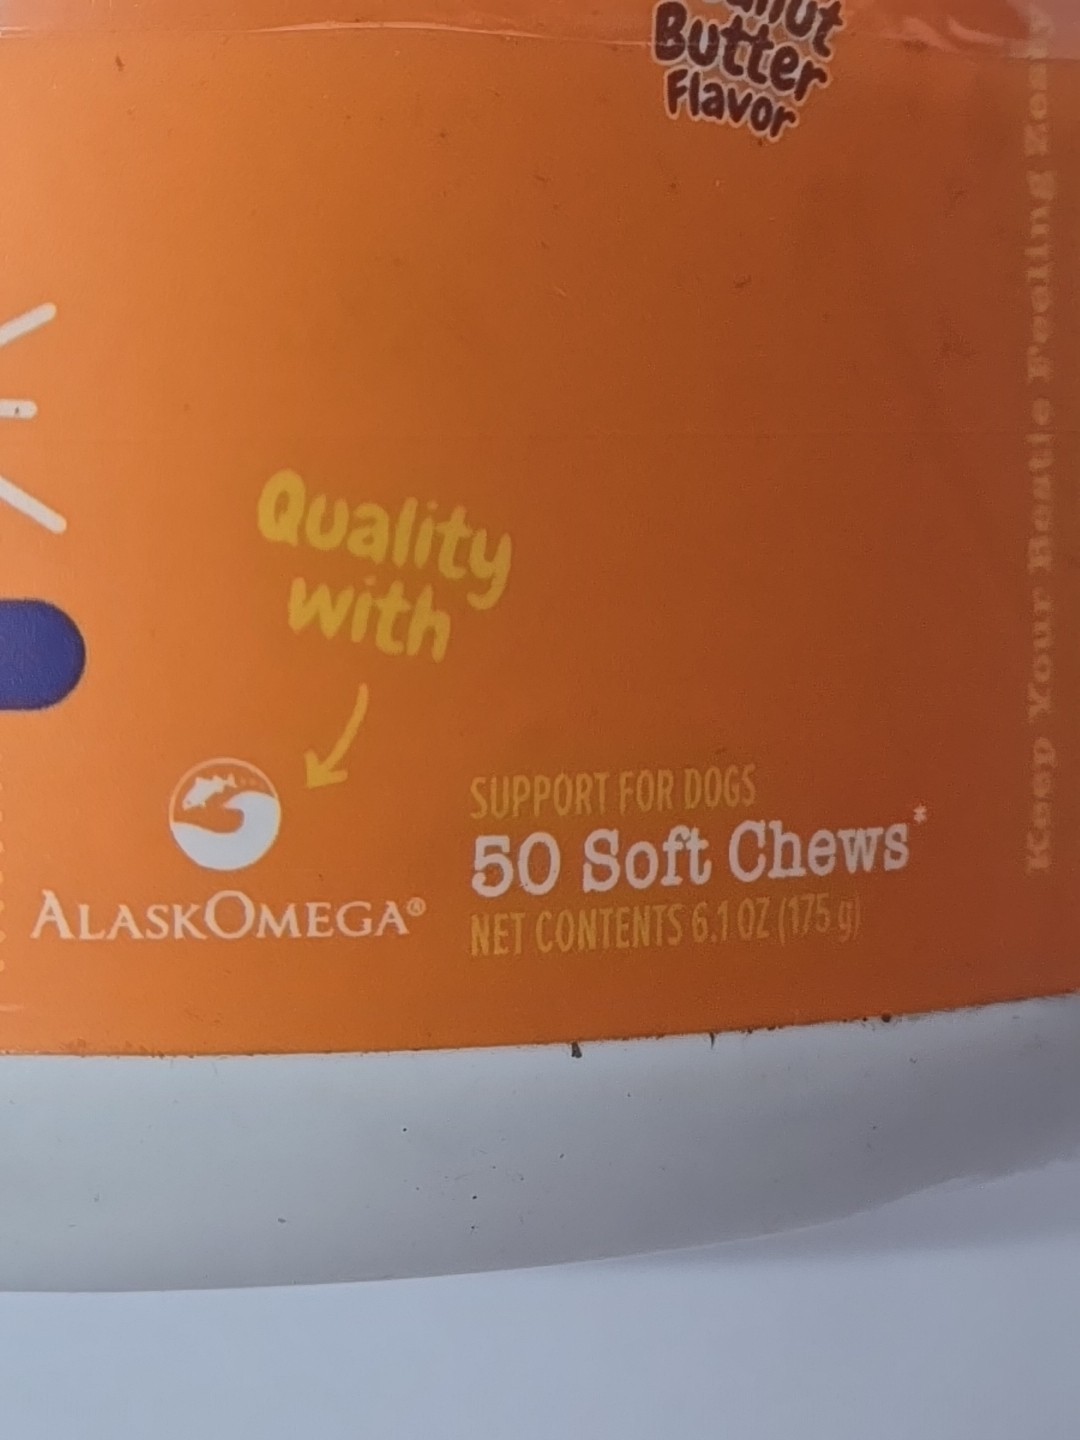 Butter
Flavor
Quality
with
ALASKOMEGA®
SUPPORT FOR DOGS
50 Soft Chews*
NET CONTENTS 6.1 OZ (175 g)
Keep Your Bestie Feeling Zesty